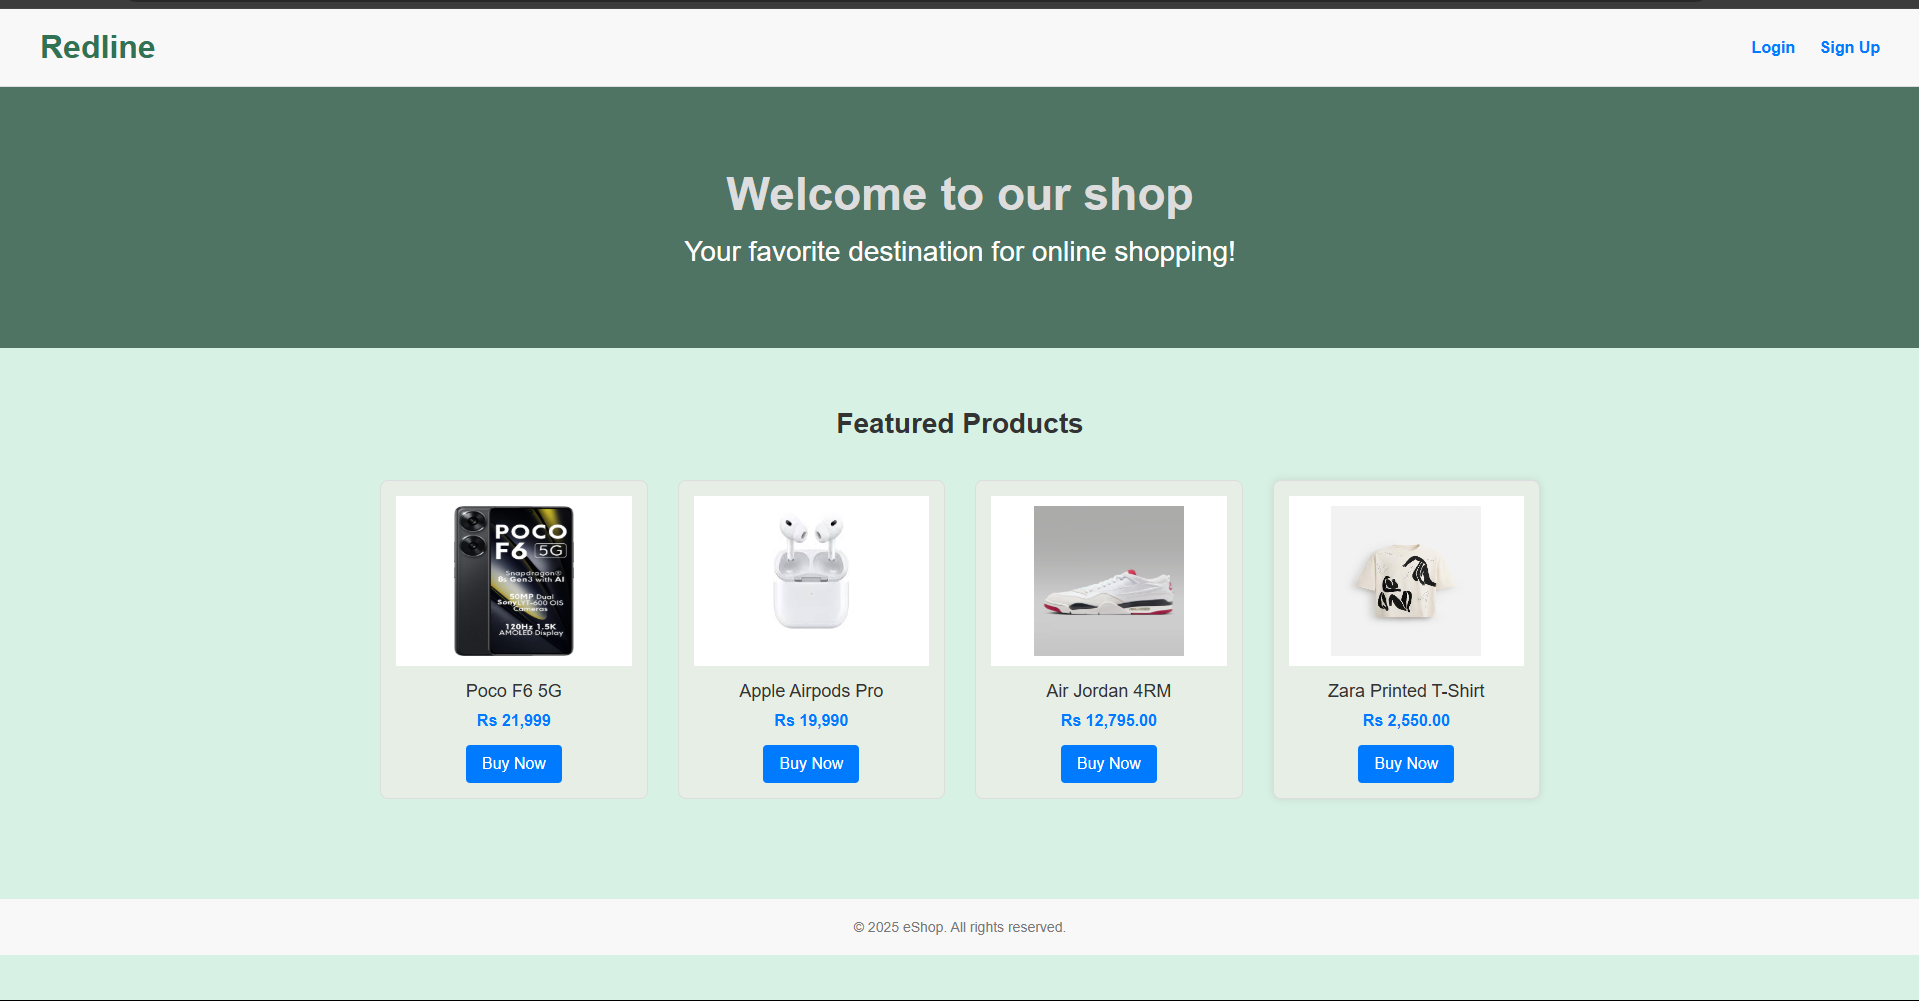 Redline
Login
Sign Up
Welcome to our shop
Your favorite destination for online shopping!
Featured Products
POCO
F6 5G
Snapdragon®
8s Gen3 with AI
50MP Dual
Sony LYT-600 OIS
Cameras
120Hz 1.5K
AMOLED Display
Poco F6 5G
Rs 21,999
Buy Now
Apple Airpods Pro
Rs 19,990
Buy Now
Air Jordan 4RM
Rs 12,795.00
Buy Now
Zara Printed T-Shirt
Rs 2,550.00
Buy Now
© 2025 eShop. All rights reserved.